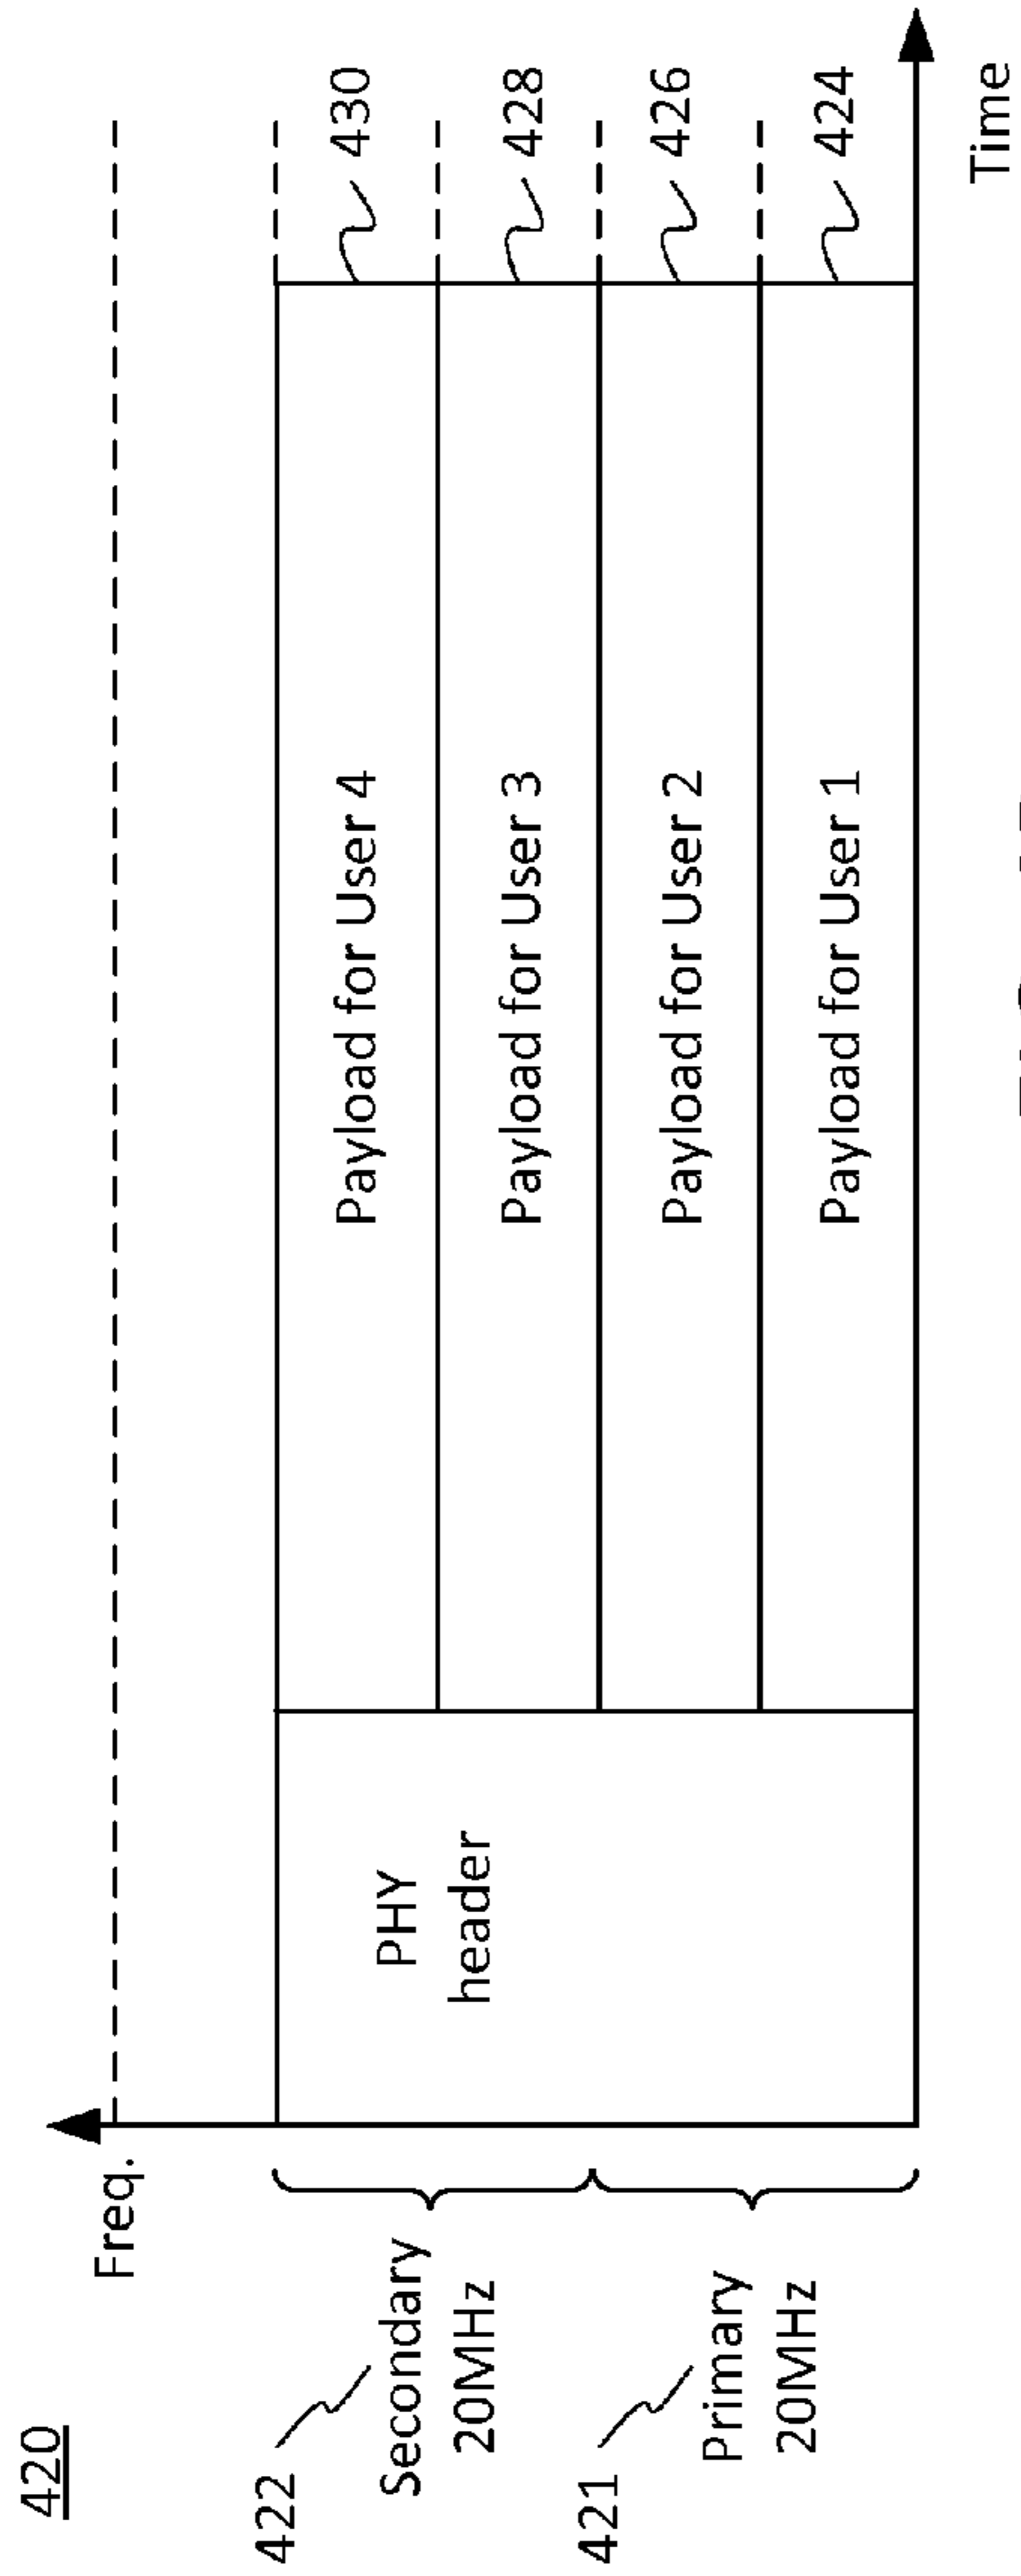 420
Freq.
422
Secondary
20MHz
421
Primary
20MHz
PHY
header
Payload for User 4
430
Payload for User 3
428
Payload for User 2
426
Payload for User 1
424
Time